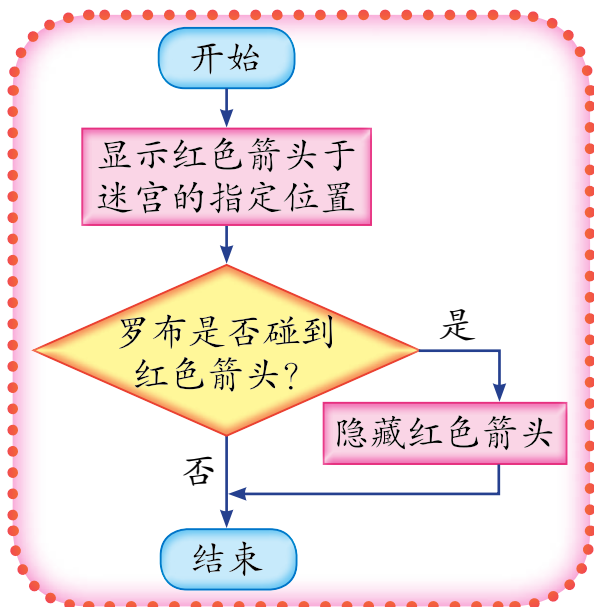 开始
显示红色箭头于
迷宫的指定位置
罗布是否碰到
红色箭头?
是
隐藏红色箭头
否
结束